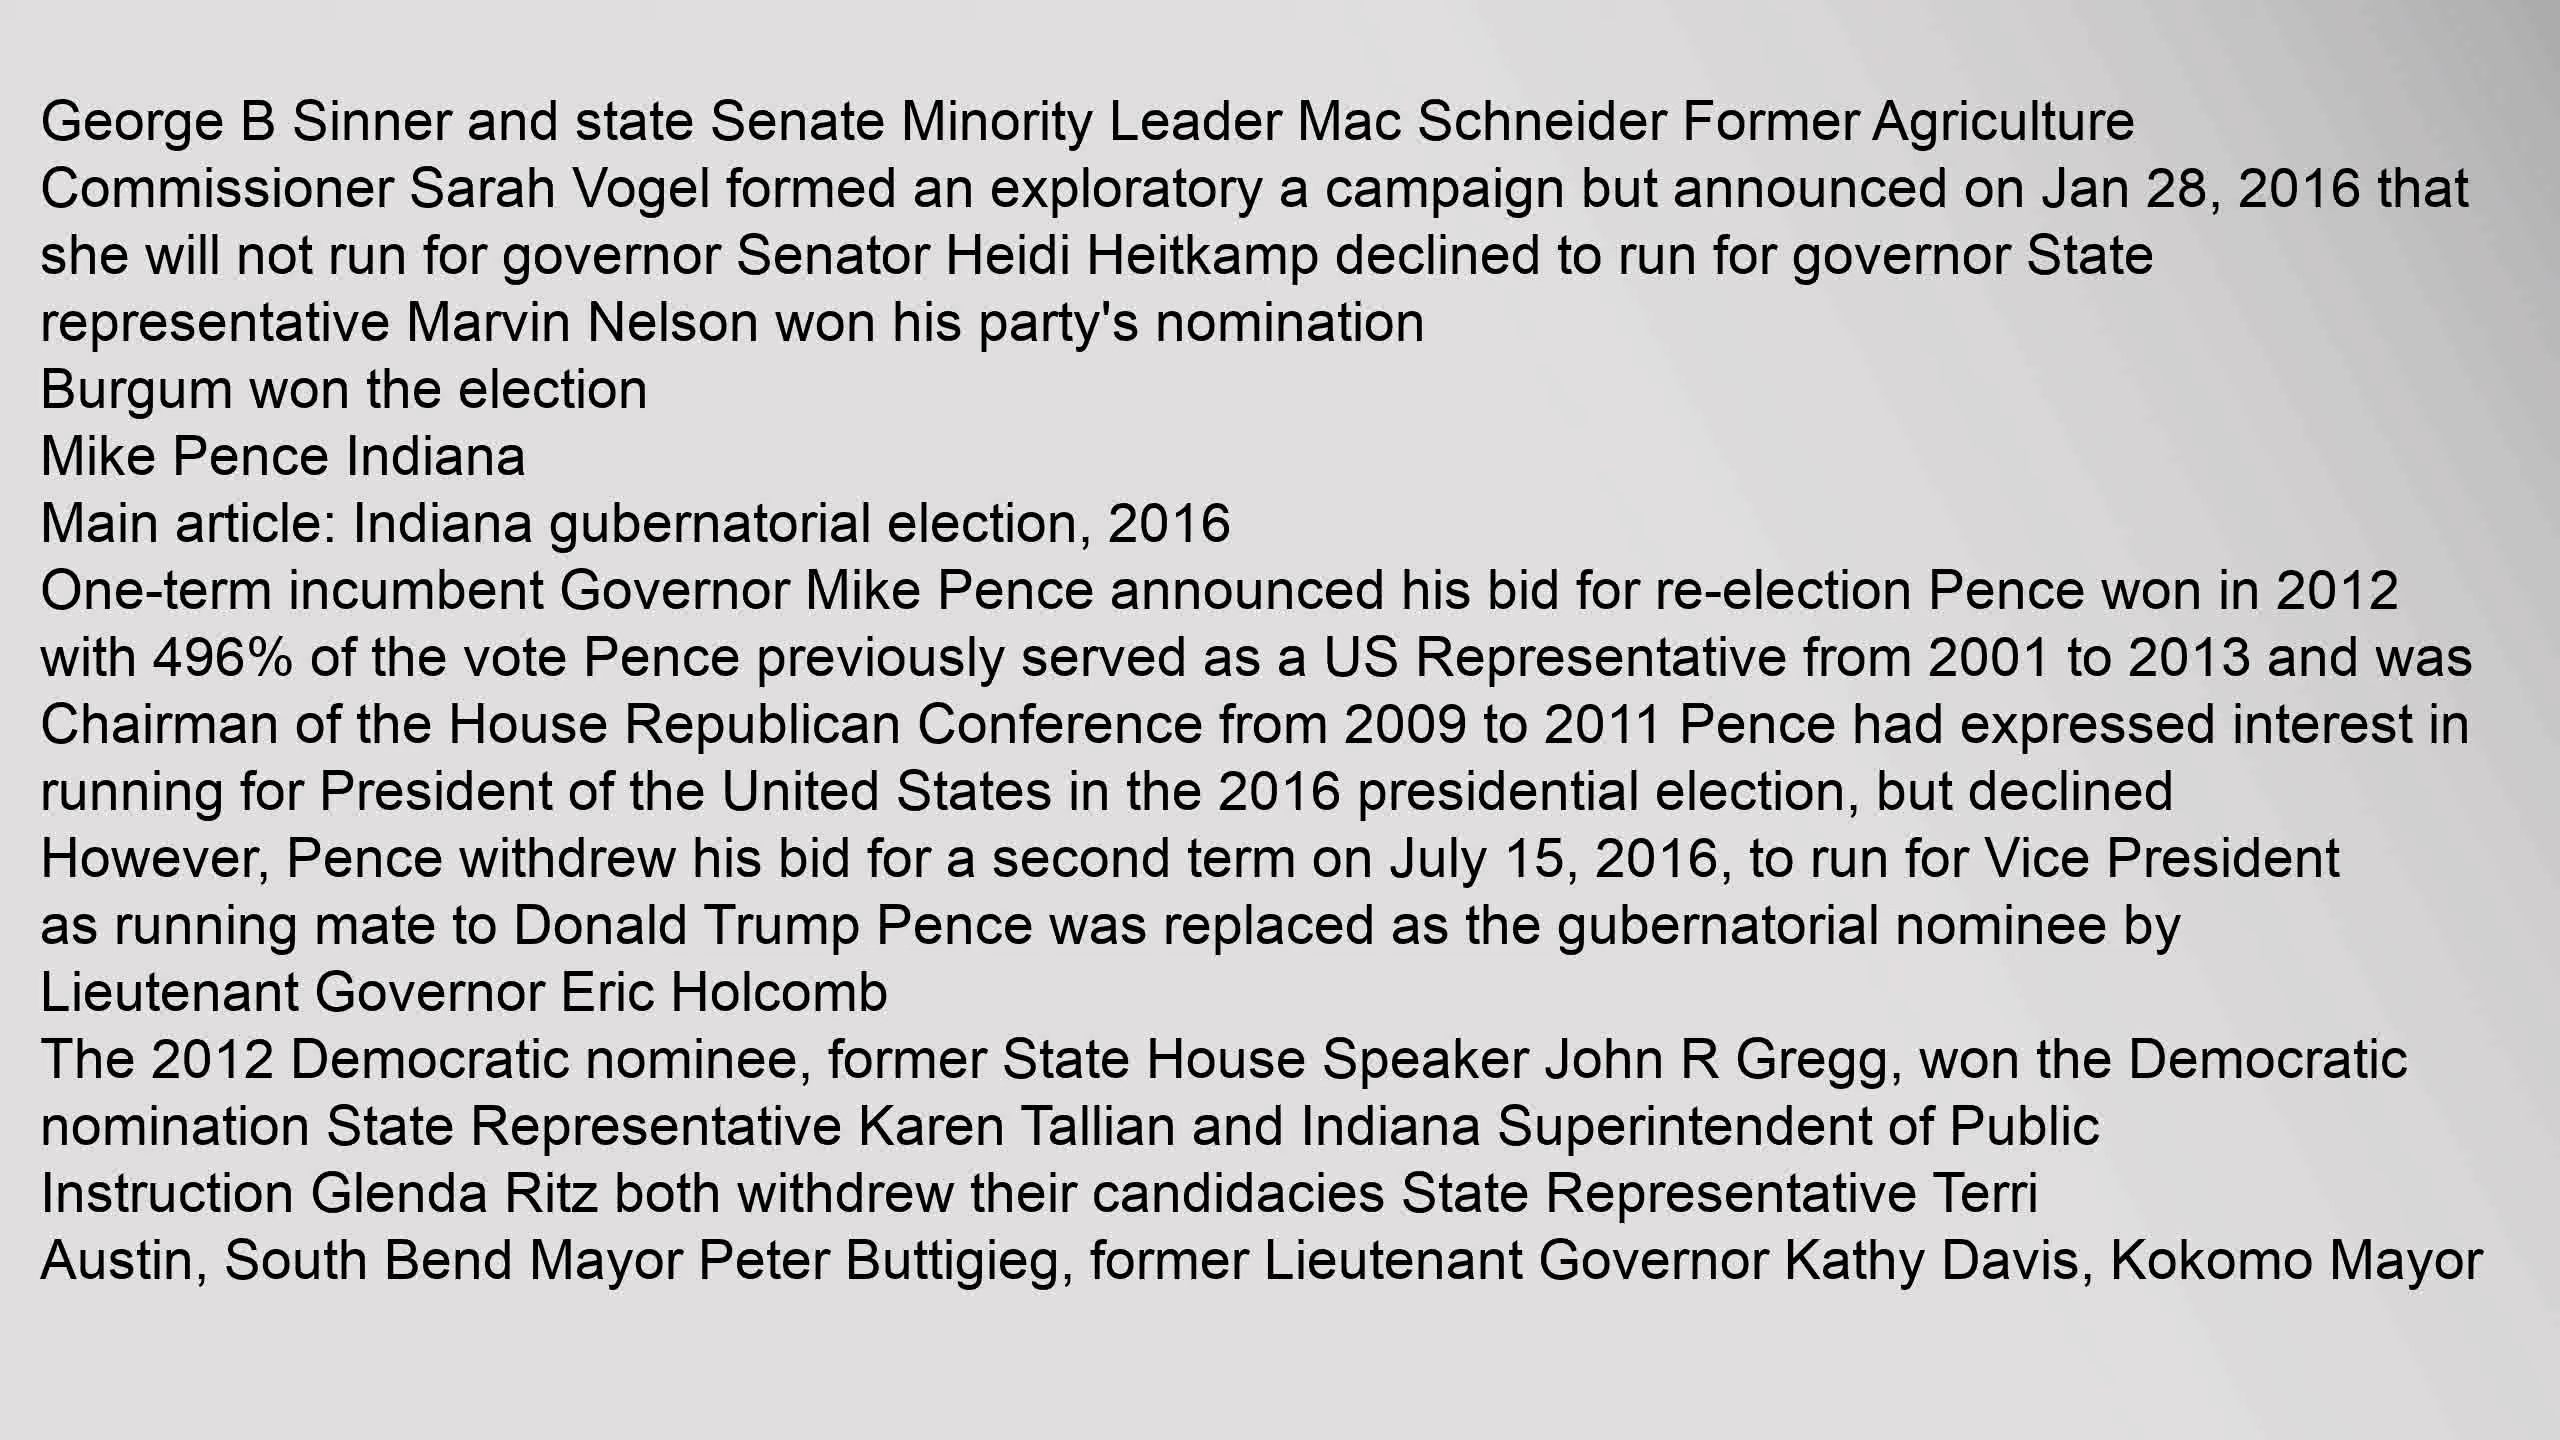 George B Sinner and state Senate Minority Leader Mac Schneider Former Agriculture
Commissioner Sarah Vogel formed an exploratory a campaign but announced on Jan 28, 2016 that
she will not run for governor Senator Heidi Heitkamp declined to run for governor State
representative Marvin Nelson won his party's nomination
Burgum won the election
Mike Pence Indiana
Main article: Indiana gubernatorial election, 2016
One-term incumbent Governor Mike Pence announced his bid for re-election Pence won in 2012
with 496% of the vote Pence previously served as a US Representative from 2001 to 2013 and was
Chairman of the House Republican Conference from 2009 to 2011 Pence had expressed interest in
running for President of the United States in the 2016 presidential election, but declined
However, Pence withdrew his bid for a second term on July 15, 2016, to run for Vice President
as running mate to Donald Trump Pence was replaced as the gubernatorial nominee by
Lieutenant Governor Eric Holcomb
The 2012 Democratic nominee, former State House Speaker John R Gregg, won the Democratic
nomination State Representative Karen Tallian and Indiana Superintendent of Public
Instruction Glenda Ritz both withdrew their candidacies State Representative Terri
Austin, South Bend Mayor Peter Buttigieg, former Lieutenant Governor Kathy Davis, Kokomo Mayor